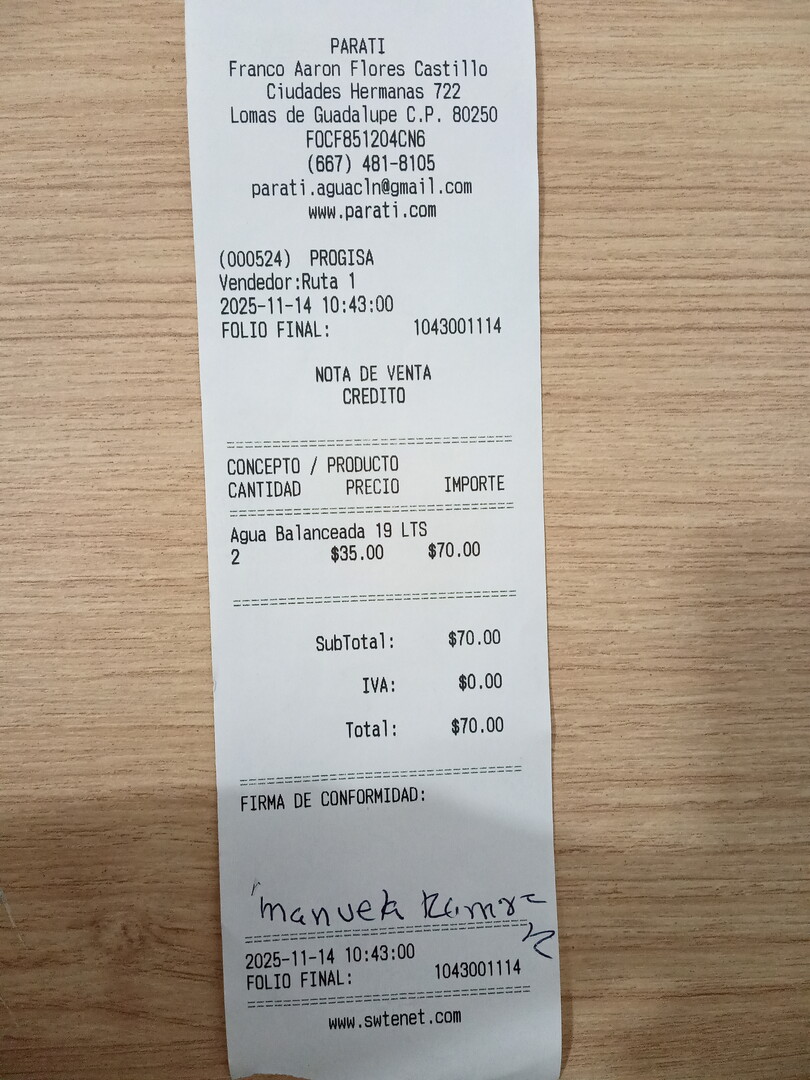 PARATI
Franco Aaron Flores Castillo
Ciudades Hermanas 722
Lomas de Guadalupe C.P. 80250
FOCF851204CN6
(667) 481-8105
parati.aguacln@gmail.com
www.parati.com
(000524) PROGISA
Vendedor:Ruta 1
2025-11-14 10:43:00
FOLIO FINAL: 1043001114
NOTA DE VENTA
CREDITO
CONCEPTO / PRODUCTO
CANTIDAD PRECIO IMPORTE
Agua Balanceada 19 LTS
2 $35.00 $70.00
SubTotal: $70.00
IVA: $0.00
Total: $70.00
FIRMA DE CONFORMIDAD:
manuela
2025-11-14 10:43:00
FOLIO FINAL: 1043001114
www.swtenet.com